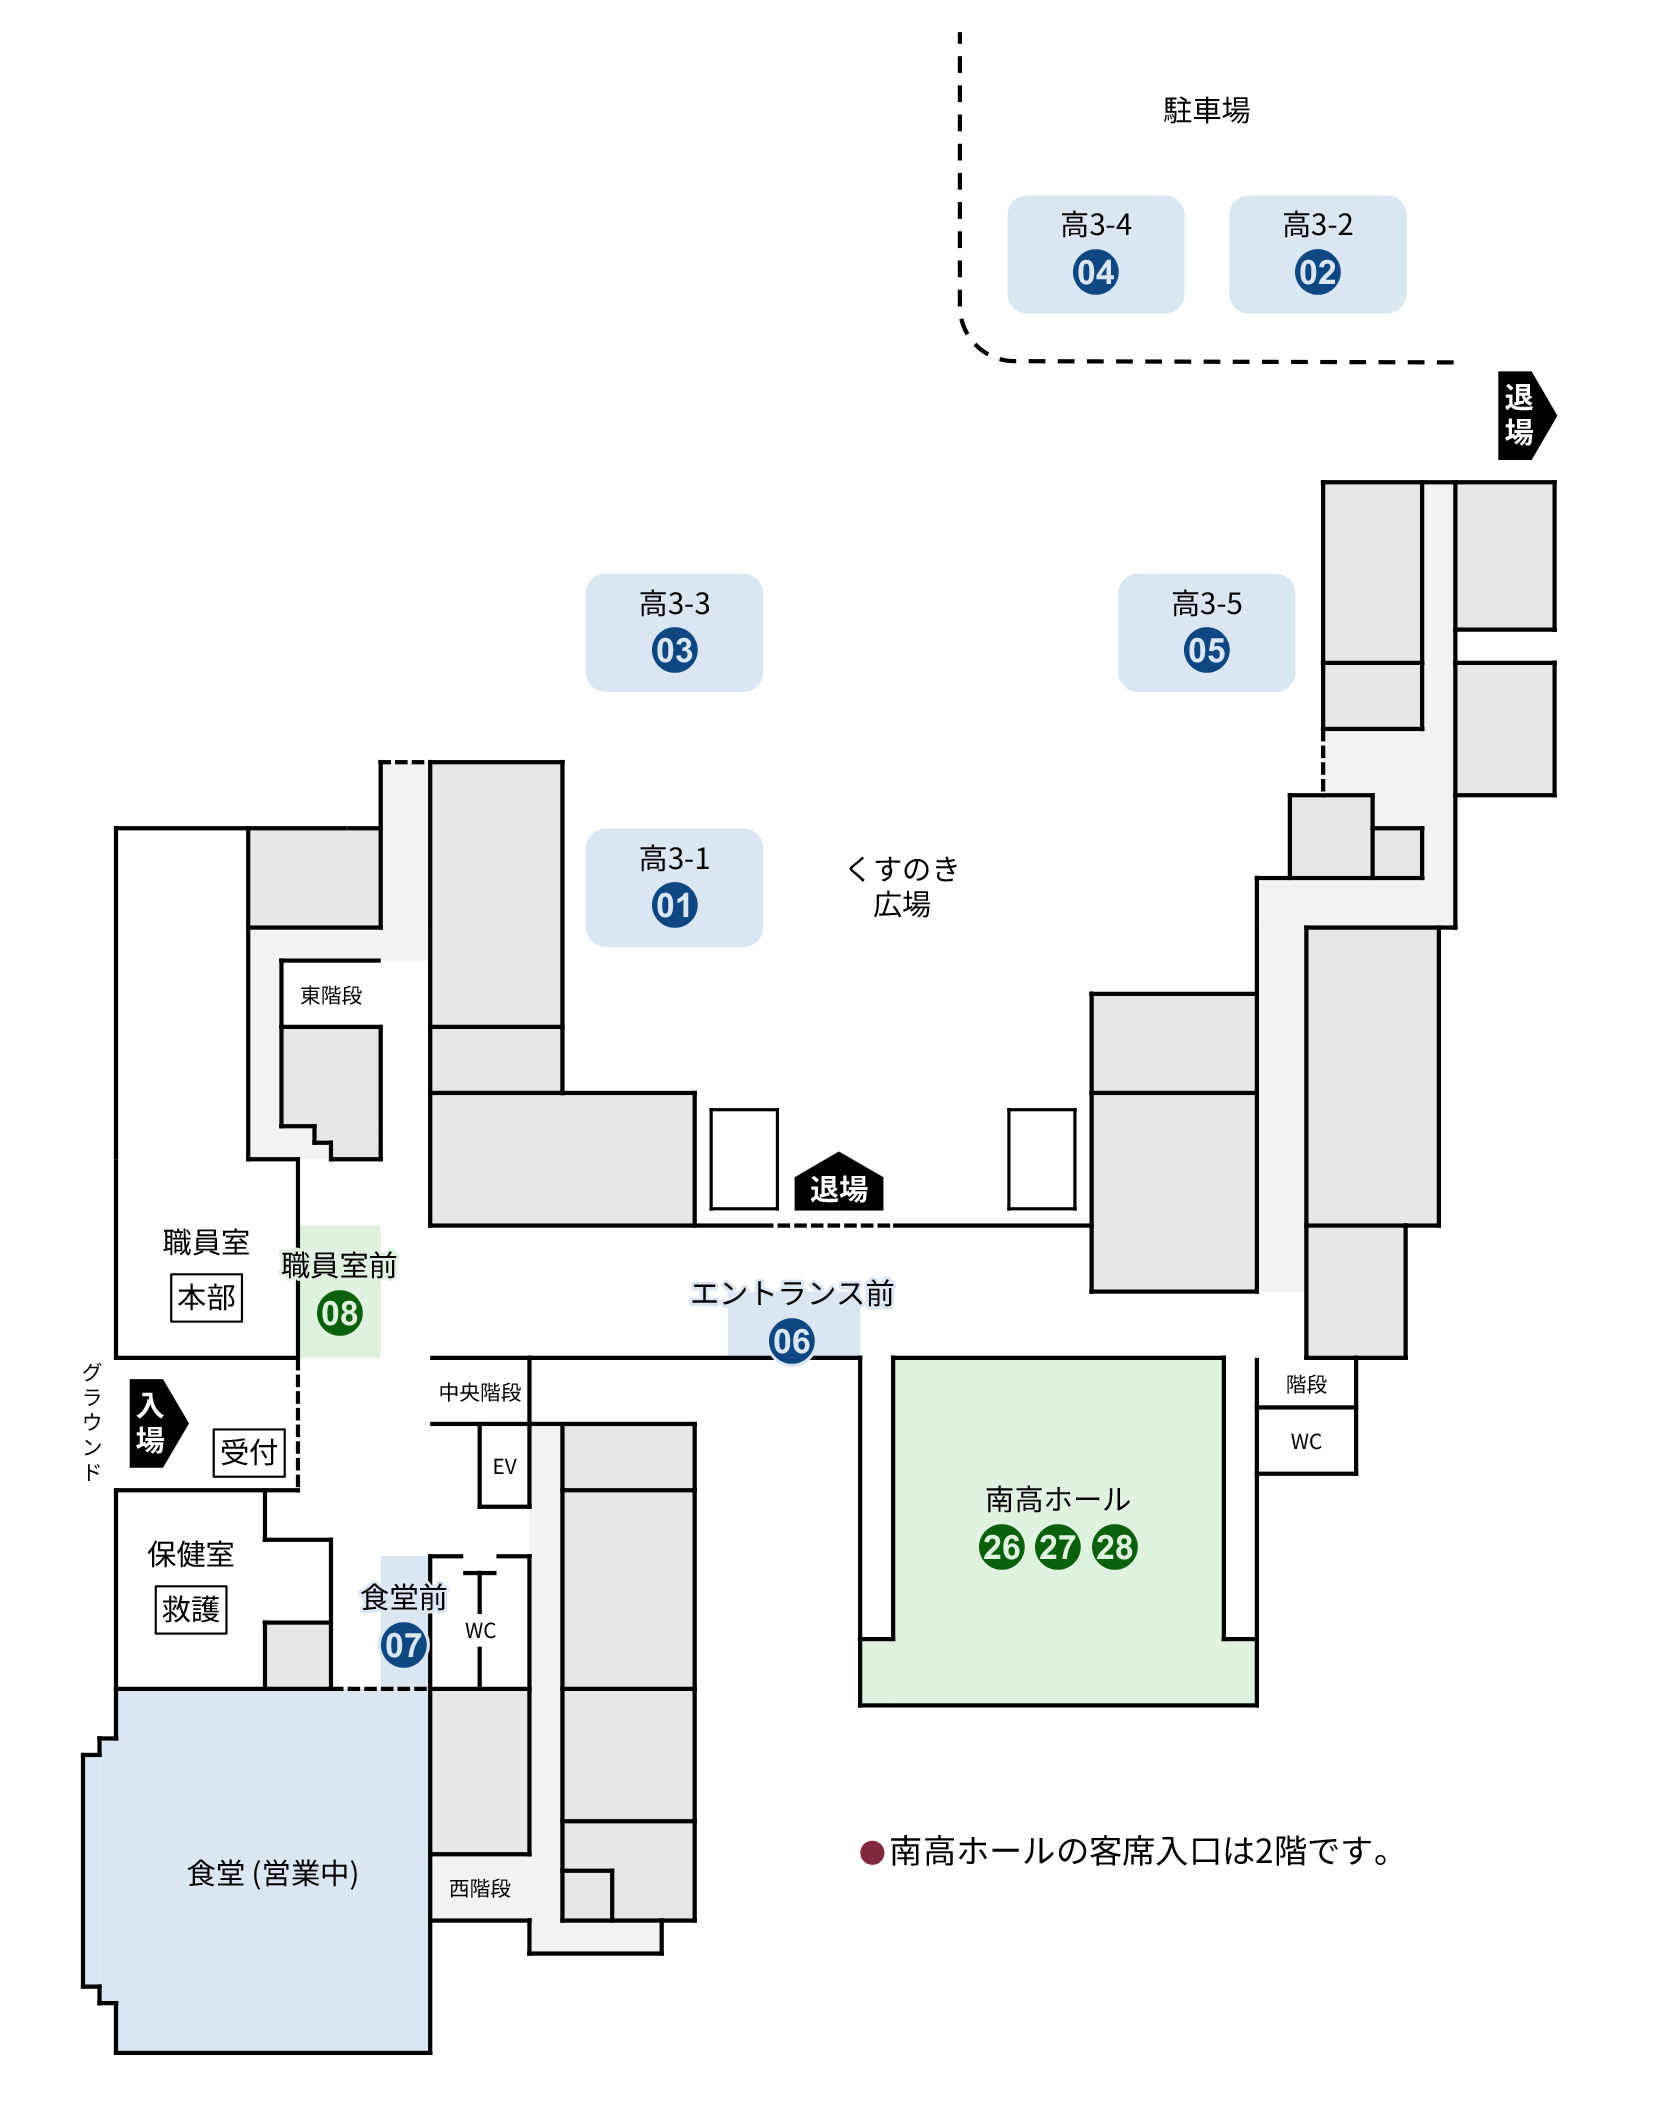 駐車場
高3-4
04
高3-2
02
退場
高3-3
03
高3-5
05
高3-1
01
くすのき
広場
東階段
退場
職員室
本部
職員室前
08
エントランス前
06
グラウンド
入場
受付
中央階段
EV
階段
WC
南高ホール
26 27 28
保健室
救護
食堂前
07
WC
食堂 (営業中)
西階段
●南高ホールの客席入口は2階です。